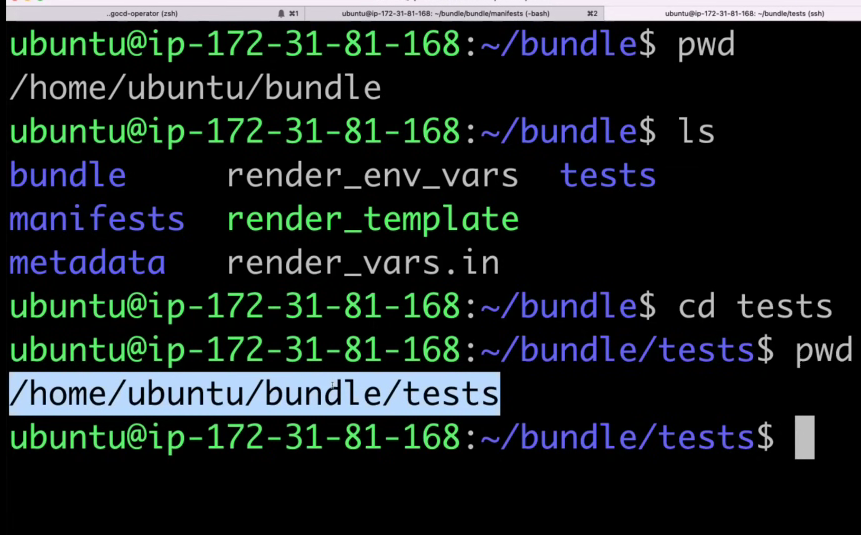 ..gocd-operator (zsh) ⌘1 ubuntu@ip-172-31-81-168: ~/bundle/bundle/manifests (-bash) ⌘2 ubuntu@ip-172-31-81-168: ~/bundle/tests (ssh)
ubuntu@ip-172-31-81-168:~/bundle$ pwd
/home/ubuntu/bundle
ubuntu@ip-172-31-81-168:~/bundle$ ls
bundle render_env_vars tests
manifests render_template
metadata render_vars.in
ubuntu@ip-172-31-81-168:~/bundle$ cd tests
ubuntu@ip-172-31-81-168:~/bundle/tests$ pwd
/home/ubuntu/bundle/tests
ubuntu@ip-172-31-81-168:~/bundle/tests$